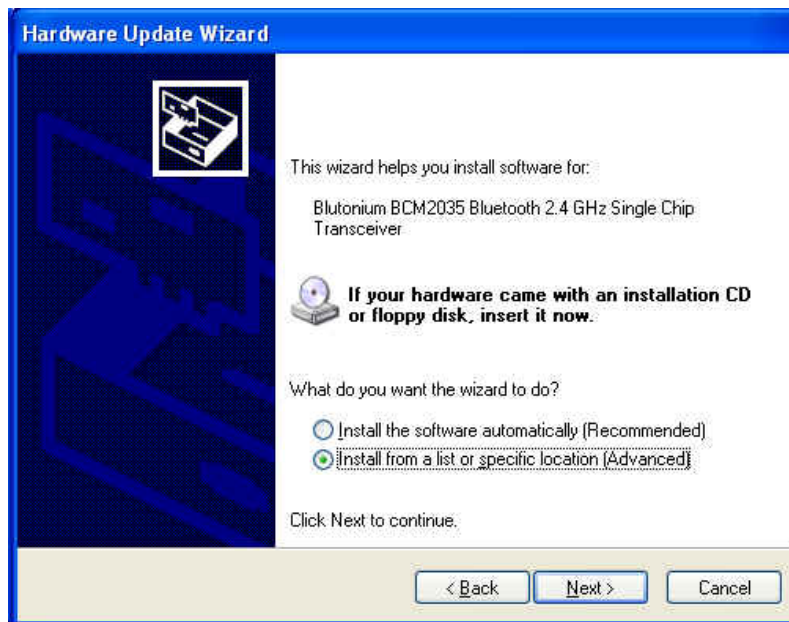 Hardware Update Wizard
This wizard helps you install software for:
Blutonium BCM2035 Bluetooth 2.4 GHz Single Chip
Transceiver
If your hardware came with an installation CD
or floppy disk, insert it now.
What do you want the wizard to do?
Install the software automatically (Recommended)
Install from a list or specific location (Advanced)
Click Next to continue.
< Back Next > Cancel